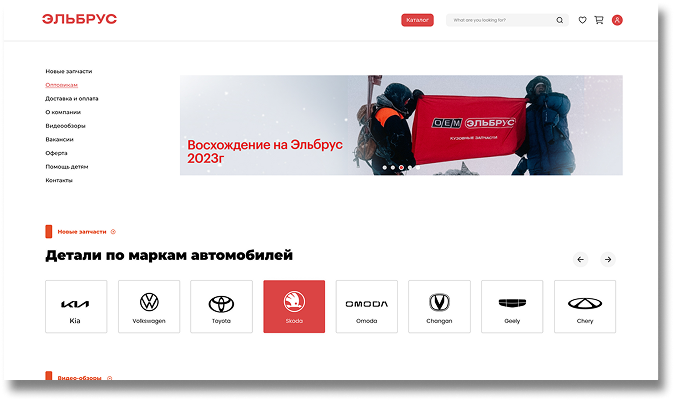 ЭЛЬБРУС
Каталог
What are you looking for?
Новые запчасти
Оптовикам
Доставка и оплата
О компании
Видеообзоры
Вакансии
Оферта
Помощь детям
Контакты
OEM ЭЛЬБРУС
КУЗОВНЫЕ ЗАПЧАСТИ
Восхождение на Эльбрус
2023г
Новые запчасти
Детали по маркам автомобилей
KIA
Kia
Volkswagen
Toyota
Skoda
OMODA
Omoda
Changan
Geely
Chery
Видео-обзоры